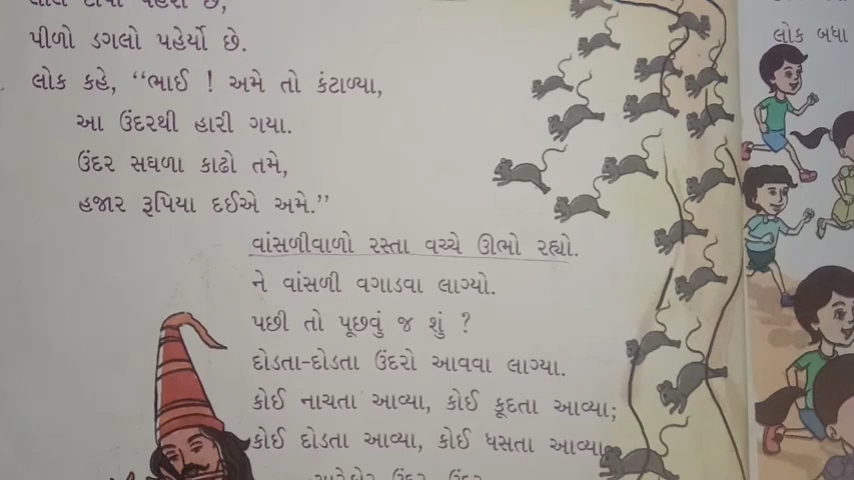 પીળો ડગલો પહેર્યો છે.
લોક કહે, “ભાઈ ! અમે તો કંટાળ્યા,
આ ઉંદરથી હારી ગયા.
ઉંદર સઘળા કાઢો તમે,
હજાર રૂપિયા દઈએ અમે.”
વાંસળીવાળો રસ્તા વચ્ચે ઊભો રહ્યો.
ને વાંસળી વગાડવા લાગ્યો.
પછી તો પૂછવું જ શું ?
દોડતા-દોડતા ઉંદરો આવવા લાગ્યા.
કોઈ નાચતા આવ્યા, કોઈ કૂદતા આવ્યા;
કોઈ દોડતા આવ્યા, કોઈ ધસતા આવ્યા
લોક બધા